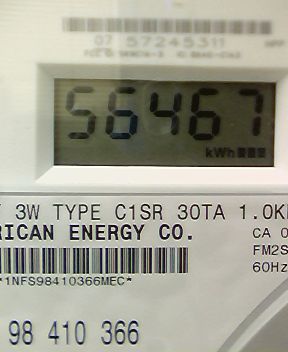 07 57245311
56467
kWh
3W TYPE C1SR 30TA 1.0K
RICAN ENERGY CO.
CA 0
FM2S
60Hz
*1NFS98410366MEC*
98 410 366